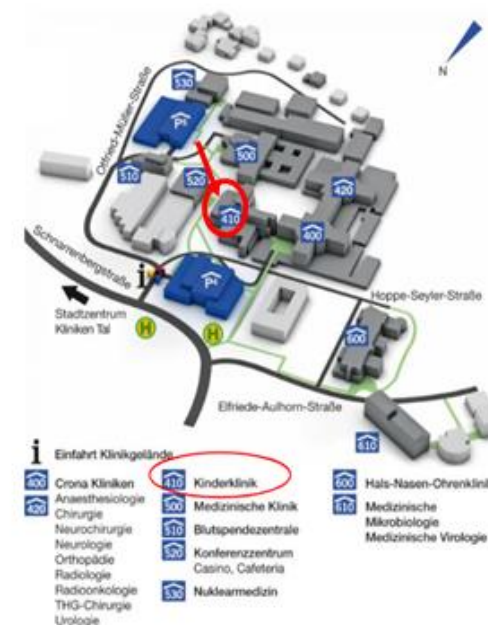 N
530
Otfried-Müller-Straße
P5
500
510
520
420
410
400
Schnarrenbergstraße
i
P4
Hoppe-Seyler-Straße
Stadtzentrum
Kliniken Tal
H
H
600
Elfriede-Aulhorn-Straße
610
i Einfahrt Klinikgelände
400 Crona Kliniken
420 Anaesthesiologie
Chirurgie
Neurochirurgie
Neurologie
Orthopädie
Radiologie
Radioonkologie
THG-Chirurgie
Urologie
410 Kinderklinik
500 Medizinische Klinik
510 Blutspendezentrale
520 Konferenzzentrum
Casino, Cafeteria
530 Nuklearmedizin
600 Hals-Nasen-Ohrenklinik
610 Medizinische
Mikrobiologie
Medizinische Virologie